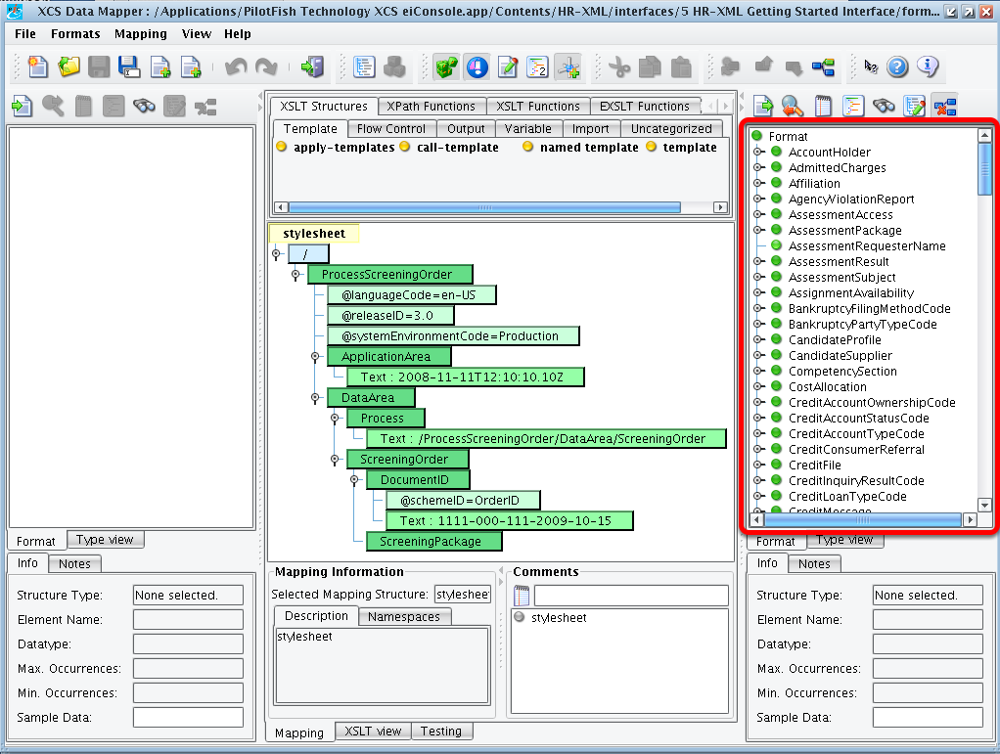 XCS Data Mapper : /Applications/PilotFish Technology XCS eiConsole.app/Contents/HR-XML/interfaces/5 HR-XML Getting Started Interface/form...
File Formats Mapping View Help
XSLT Structures XPath Functions XSLT Functions EXSLT Functions
Template Flow Control Output Variable Import Uncategorized
apply-templates call-template named template template
stylesheet
/
ProcessScreeningOrder
@languageCode=en-US
@releaseID=3.0
@systemEnvironmentCode=Production
ApplicationArea
Text : 2008-11-11T12:10:10.10Z
DataArea
Process
Text : /ProcessScreeningOrder/DataArea/ScreeningOrder
ScreeningOrder
DocumentID
@schemeID=OrderID
Text : 1111-000-111-2009-10-15
ScreeningPackage
Format
AccountHolder
AdmittedCharges
Affiliation
AgencyViolationReport
AssessmentAccess
AssessmentPackage
AssessmentRequesterName
AssessmentResult
AssessmentSubject
AssignmentAvailability
BankruptcyFilingMethodCode
BankruptcyPartyTypeCode
CandidateProfile
CandidateSupplier
CompetencySection
CostAllocation
CreditAccountOwnershipCode
CreditAccountStatusCode
CreditAccountTypeCode
CreditConsumerReferral
CreditFile
CreditInquiryResultCode
CreditLoanTypeCode
CreditMessage
Format Type view
Info Notes
Structure Type: None selected.
Element Name:
Datatype:
Max. Occurrences:
Min. Occurrences:
Sample Data:
Mapping Information
Selected Mapping Structure: styleshee
Description Namespaces
stylesheet
Mapping XSLT view Testing
Comments
stylesheet
Format Type view
Info Notes
Structure Type: None selected.
Element Name:
Datatype:
Max. Occurrences:
Min. Occurrences:
Sample Data: